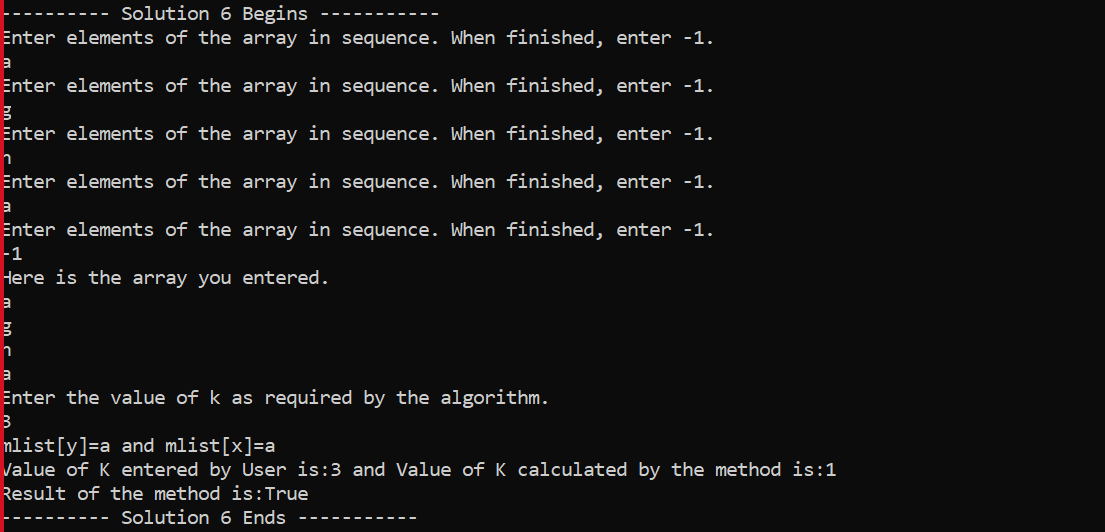 ---------- Solution 6 Begins -----------
Enter elements of the array in sequence. When finished, enter -1.
a
Enter elements of the array in sequence. When finished, enter -1.
g
Enter elements of the array in sequence. When finished, enter -1.
h
Enter elements of the array in sequence. When finished, enter -1.
a
Enter elements of the array in sequence. When finished, enter -1.
-1
Here is the array you entered.
a
g
h
a
Enter the value of k as required by the algorithm.
3
mlist[y]=a and mlist[x]=a
Value of K entered by User is:3 and Value of K calculated by the method is:1
Result of the method is:True
---------- Solution 6 Ends -----------